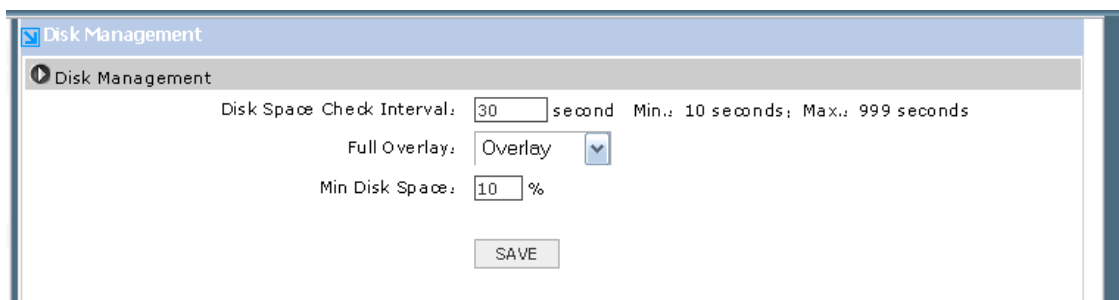 Disk Management
Disk Management
Disk Space Check Interval: 30 second Min.: 10 seconds; Max.: 999 seconds
Full Overlay: Overlay
Min Disk Space: 10 %
SAVE